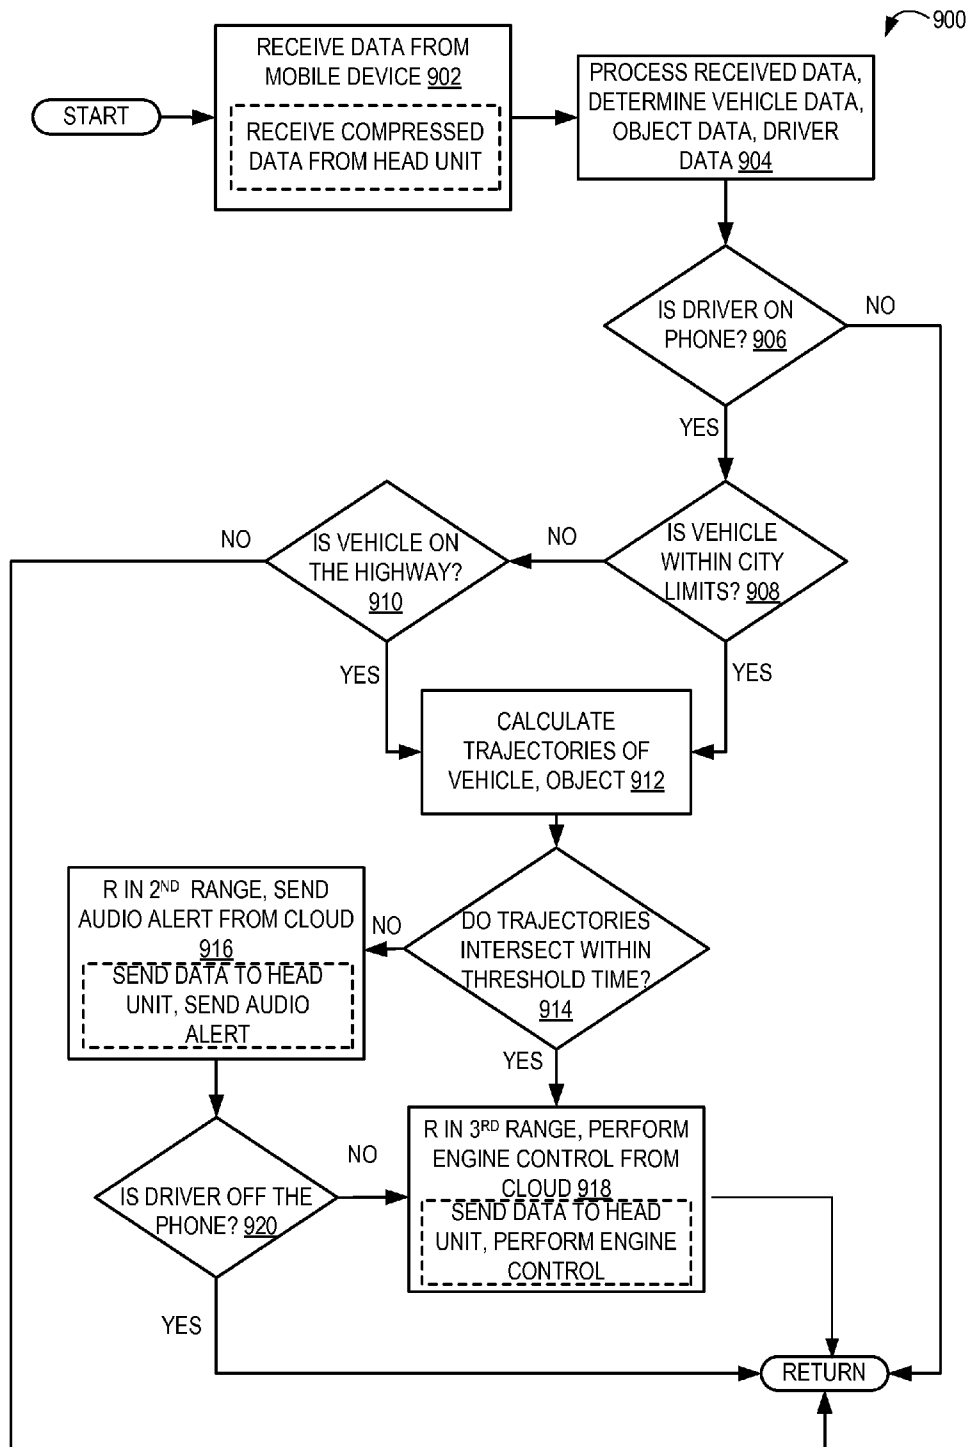 900
START
RECEIVE DATA FROM
MOBILE DEVICE 902
RECEIVE COMPRESSED
DATA FROM HEAD UNIT
PROCESS RECEIVED DATA,
DETERMINE VEHICLE DATA,
OBJECT DATA, DRIVER
DATA 904
IS DRIVER ON
PHONE? 906
NO
YES
IS VEHICLE
WITHIN CITY
LIMITS? 908
NO
YES
IS VEHICLE ON
THE HIGHWAY?
910
NO
YES
CALCULATE
TRAJECTORIES OF
VEHICLE, OBJECT 912
DO TRAJECTORIES
INTERSECT WITHIN
THRESHOLD TIME?
914
NO
YES
R IN 2ND RANGE, SEND
AUDIO ALERT FROM CLOUD
916
SEND DATA TO HEAD
UNIT, SEND AUDIO
ALERT
IS DRIVER OFF THE
PHONE? 920
NO
YES
R IN 3RD RANGE, PERFORM
ENGINE CONTROL FROM
CLOUD 918
SEND DATA TO HEAD
UNIT, PERFORM ENGINE
CONTROL
RETURN